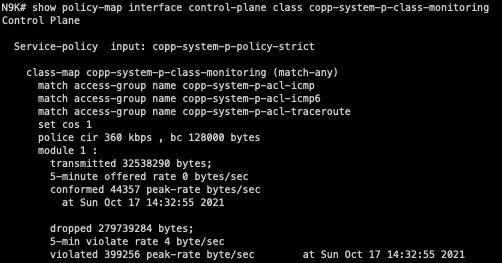 N9K# show policy-map interface control-plane class copp-system-p-class-monitoring
Control Plane
Service-policy  input: copp-system-p-policy-strict
class-map copp-system-p-class-monitoring (match-any)
match access-group name copp-system-p-acl-icmp
match access-group name copp-system-p-acl-icmp6
match access-group name copp-system-p-acl-traceroute
set cos 1
police cir 360 kbps , bc 128000 bytes
module 1 :
transmitted 32538290 bytes;
5-minute offered rate 0 bytes/sec
conformed 44357 peak-rate bytes/sec
at Sun Oct 17 14:32:55 2021
dropped 279739284 bytes;
5-min violate rate 4 byte/sec
violated 399256 peak-rate byte/sec        at Sun Oct 17 14:32:55 2021